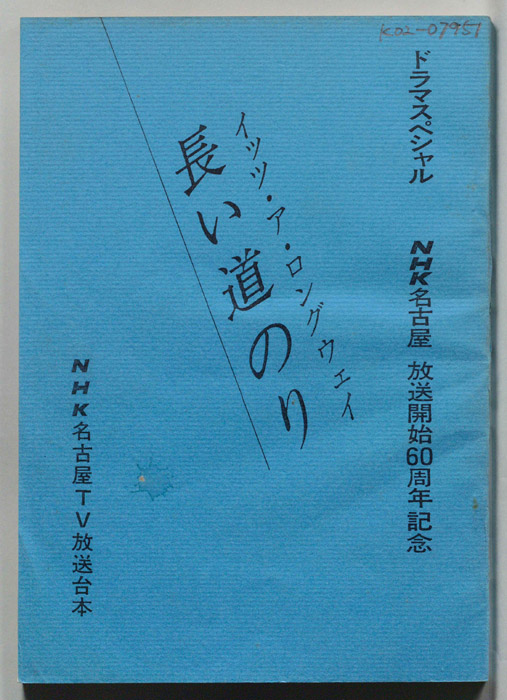 K02-07951
ドラマスペシャル NHK名古屋 放送開始60周年記念
イッツ・ア・ロングウェイ
長い道のり
NHK名古屋TV放送台本